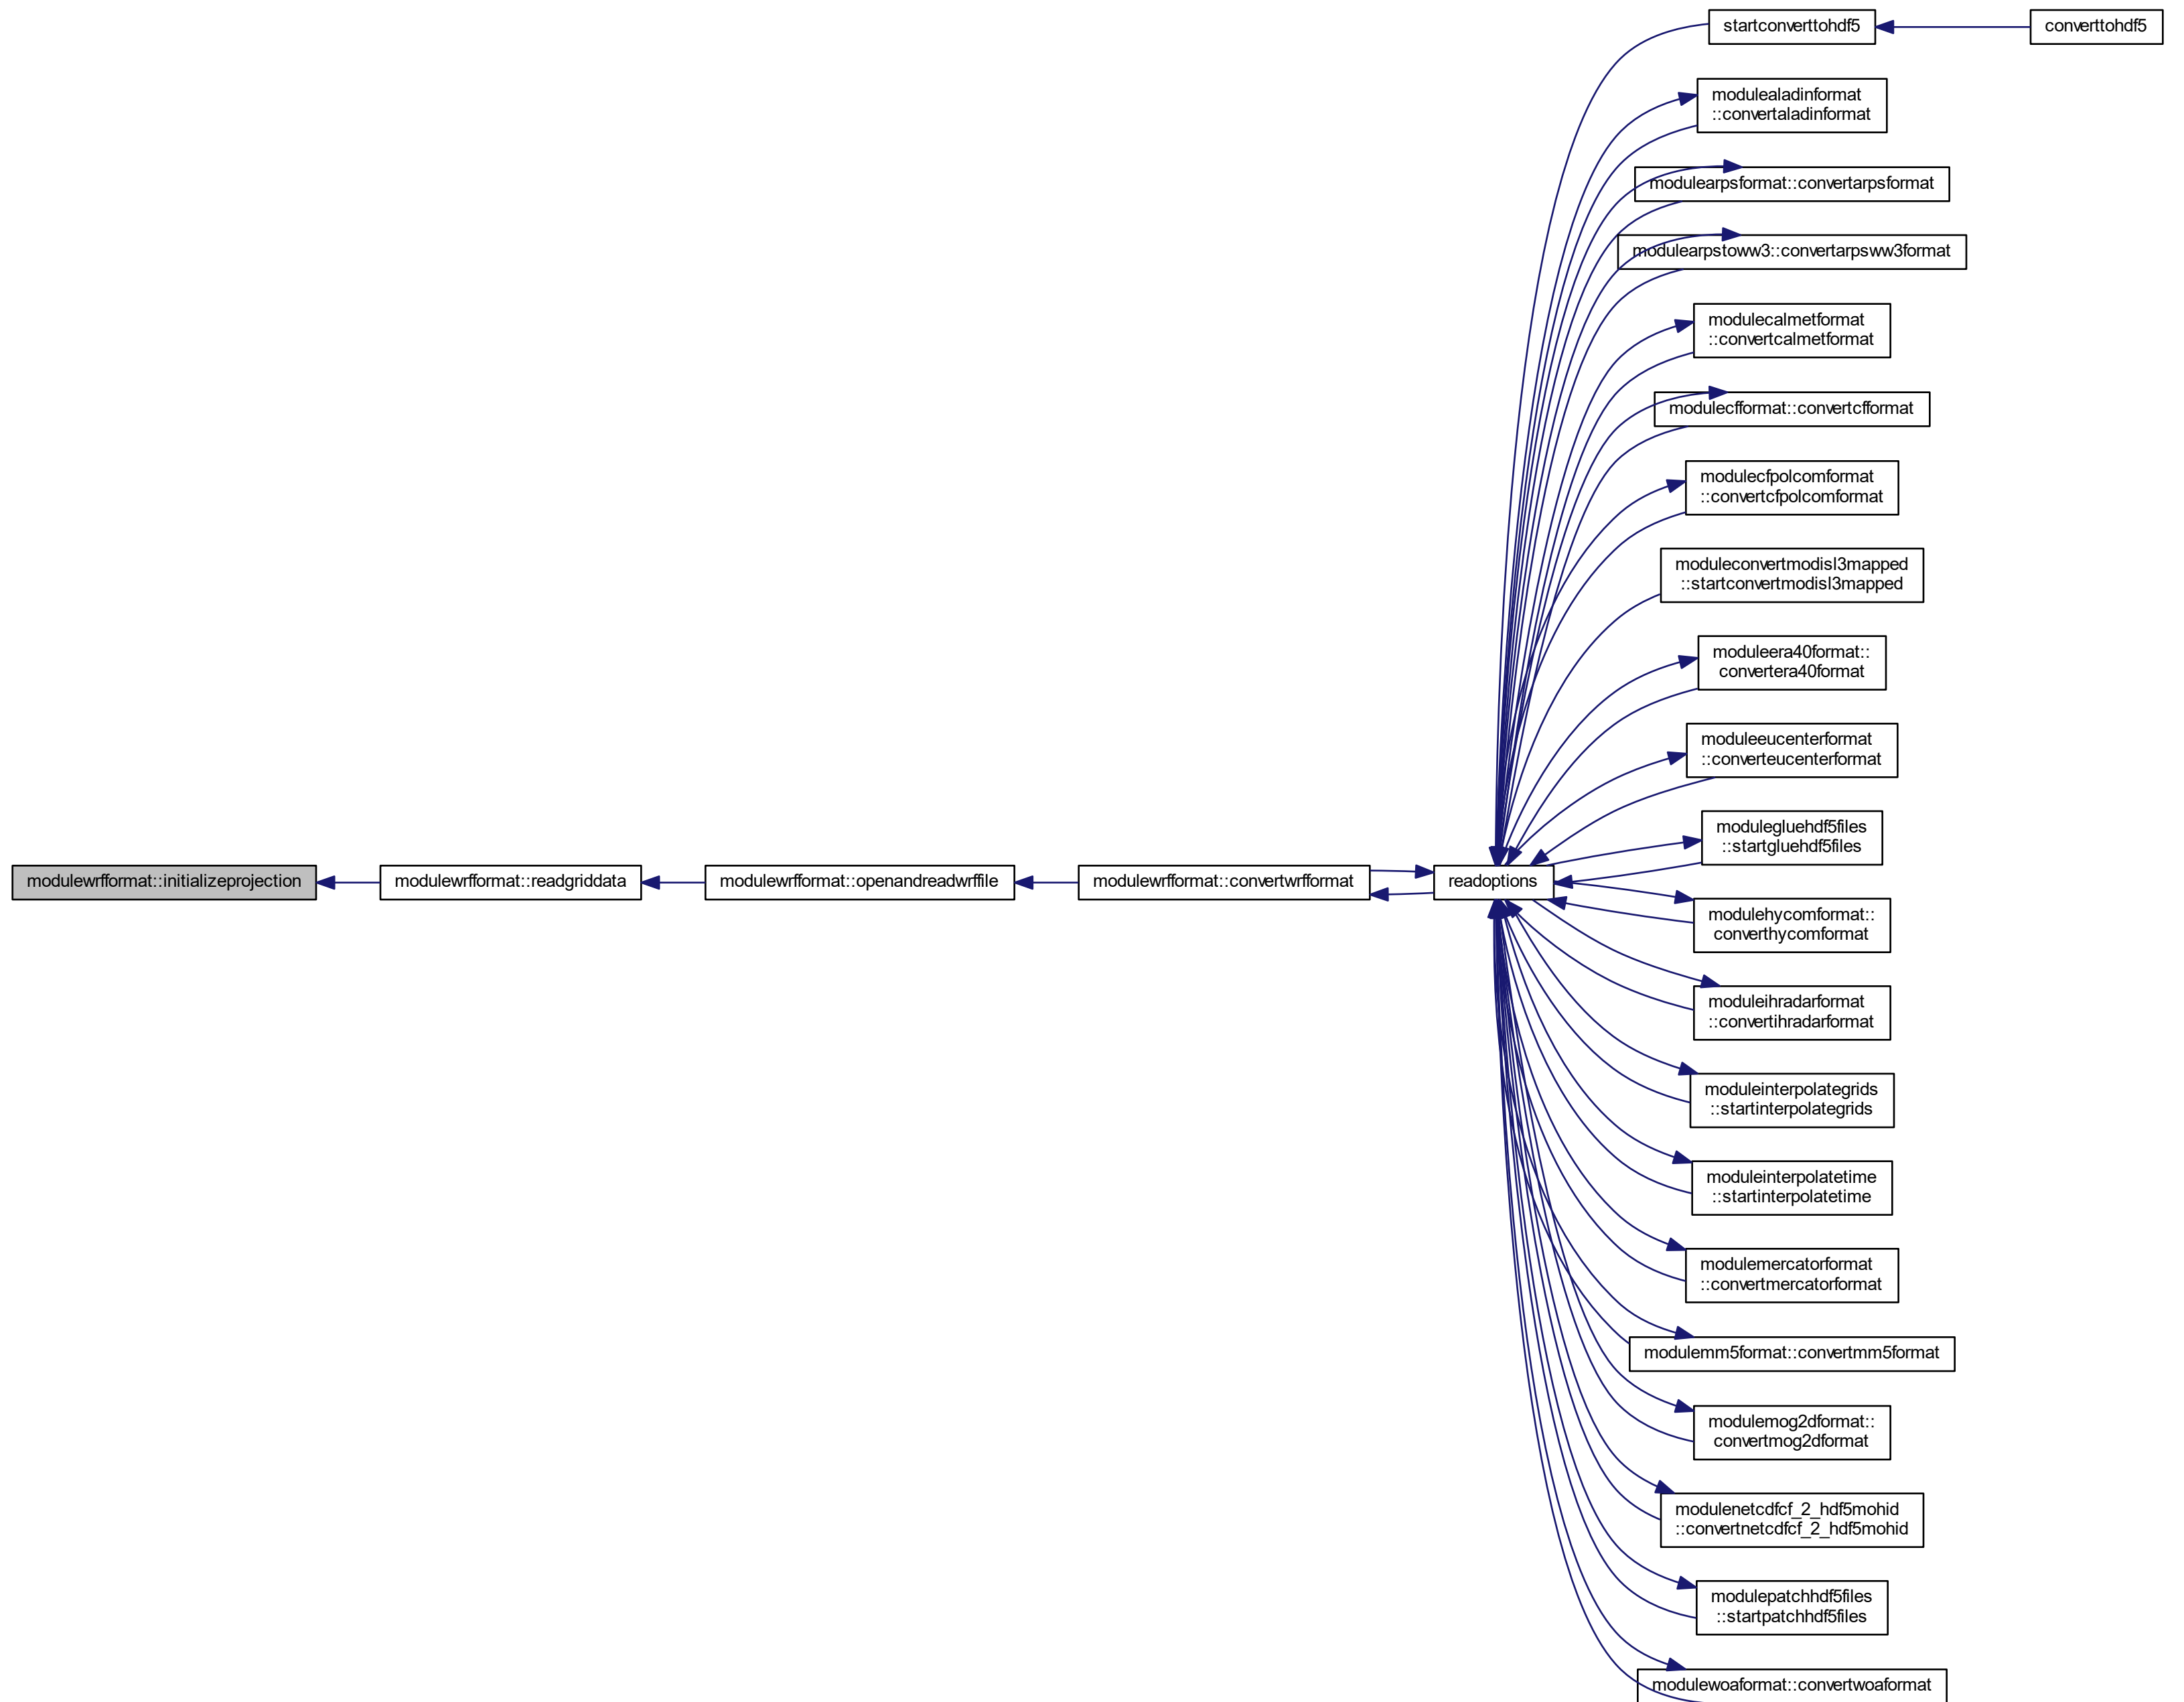 startconverttohdf5
converttohdf5
modulealadinformat
::convertaladinformat
modulearpsformat::convertarpsformat
modulearpstoww3::convertarpsww3format
modulecalmetformat
::convertcalmetformat
modulecfformat::convertcfformat
modulecfpolcomformat
::convertcfpolcomformat
moduleconvertmodisl3mapped
::startconvertmodisl3mapped
moduleera40format::
convertera40format
moduleeucenterformat
::converteucenterformat
modulegluehdf5files
::startgluehdf5files
modulewrfformat::initializeprojection
modulewrfformat::readgriddata
modulewrfformat::openandreadwrffile
modulewrfformat::convertwrfformat
readoptions
modulehycomformat::
converthycomformat
moduleihradarformat
::convertihradarformat
moduleinterpolategrids
::startinterpolategrids
moduleinterpolatetime
::startinterpolatetime
modulemercatorformat
::convertmercatorformat
modulemm5format::convertmm5format
modulemog2dformat::
convertmog2dformat
modulenetcdfcf_2_hdf5mohid
::convertnetcdfcf_2_hdf5mohid
modulepatchhdf5files
::startpatchhdf5files
modulewoaformat::convertwoaformat